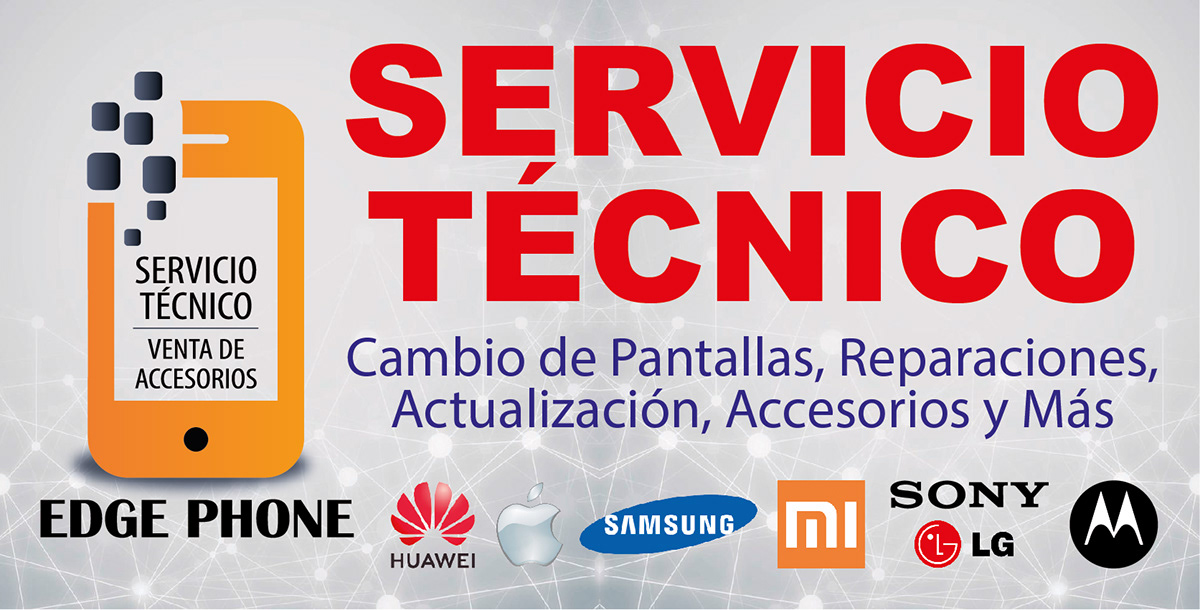 SERVICIO
TÉCNICO
SERVICIO
TÉCNICO
VENTA DE
ACCESORIOS
Cambio de Pantallas, Reparaciones,
Actualización, Accesorios y Más
EDGE PHONE
HUAWEI
SAMSUNG
mi
SONY
LG